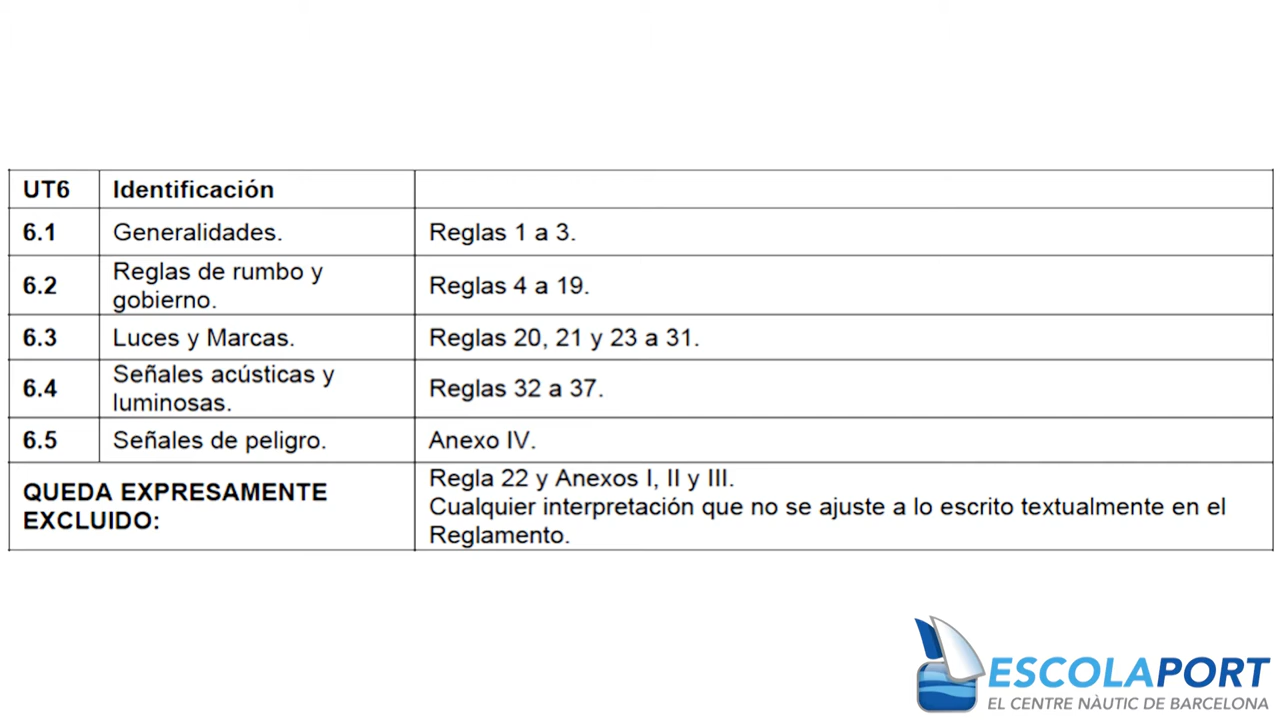 UT6 Identificación
6.1 Generalidades. Reglas 1 a 3.
6.2 Reglas de rumbo y
gobierno. Reglas 4 a 19.
6.3 Luces y Marcas. Reglas 20, 21 y 23 a 31.
6.4 Señales acústicas y
luminosas. Reglas 32 a 37.
6.5 Señales de peligro. Anexo IV.
QUEDA EXPRESAMENTE
EXCLUIDO:
Regla 22 y Anexos I, II y III.
Cualquier interpretación que no se ajuste a lo escrito textualmente en el
Reglamento.
ESCOLAPORT
EL CENTRE NÀUTIC DE BARCELONA